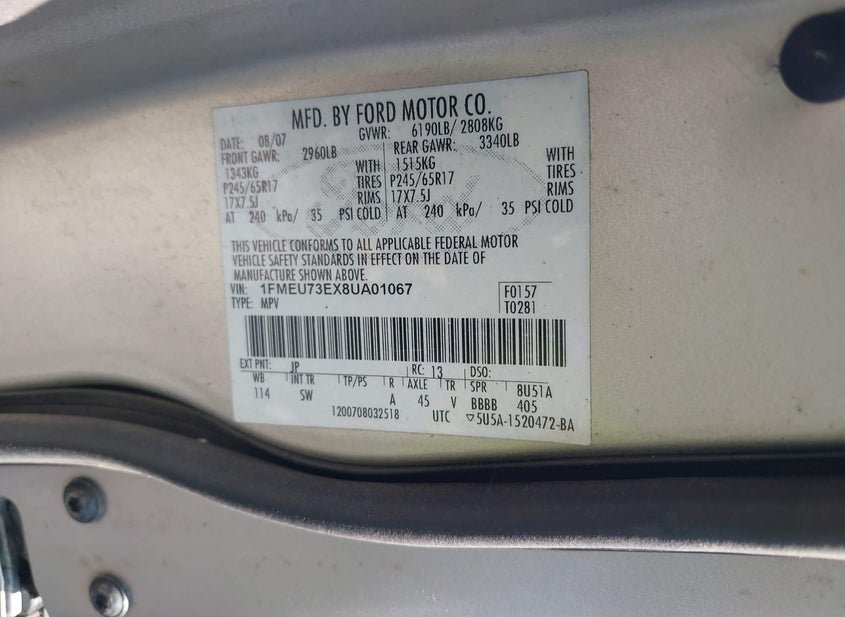 MFD. BY FORD MOTOR CO.
DATE: 08/07 GVWR: 6190LB/ 2808KG
FRONT GAWR: 2960LB REAR GAWR: 3340LB
1343KG WITH 1515KG WITH
P245/65R17 TIRES P245/65R17 TIRES
17X7.5J RIMS 17X7.5J RIMS
AT 240 kPa/ 35 PSI COLD AT 240 kPa/ 35 PSI COLD
THIS VEHICLE CONFORMS TO ALL APPLICABLE FEDERAL MOTOR
VEHICLE SAFETY STANDARDS IN EFFECT ON THE DATE OF
MANUFACTURE SHOWN ABOVE.
VIN: 1FMEU73EX8UA01067 F0157
TYPE: MPV T0281
EXT PNT: JP RC: 13 DSO:
WB INT TR TP/PS R AXLE TR SPR 8U51A
114 SW A 45 V BBBB 405
1200708032518 UTC ▽5U5A-1520472-BA